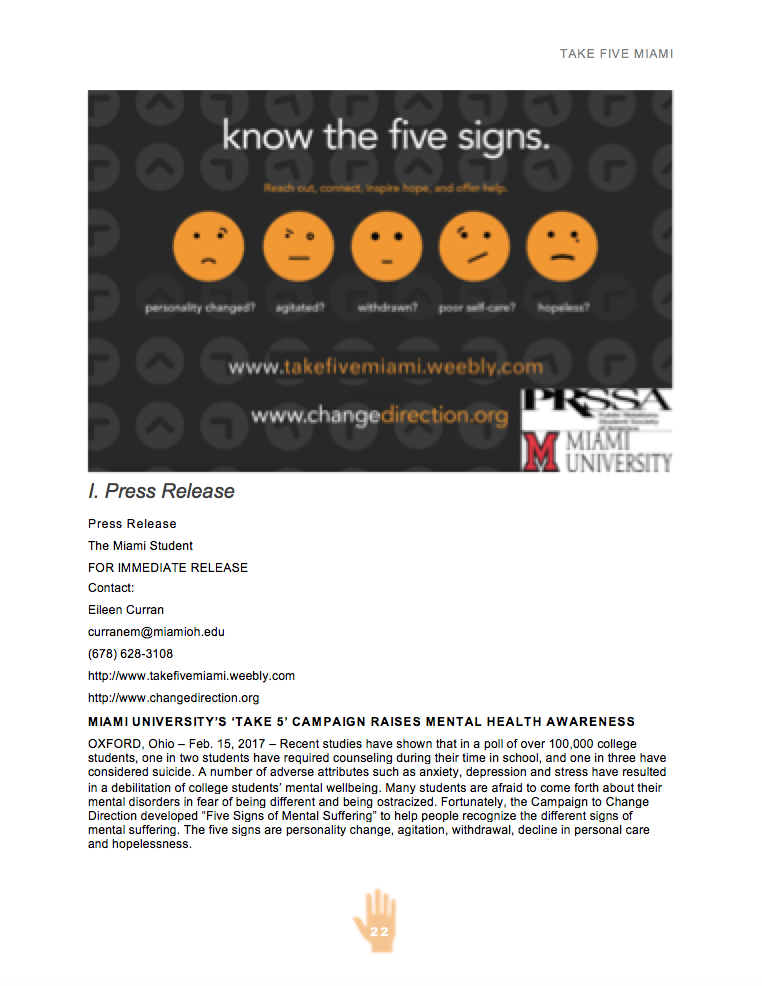 TAKE FIVE MIAMI
know the five signs.
Reach out, connect, inspire hope, and offer help.
personality changed? agitated? withdrawn? poor self-care? hopeless?
www.takefivemiami.weebly.com
www.changedirection.org
PRSSA
Public Relations
Student Society
of America
M MIAMI
UNIVERSITY
I. Press Release
Press Release
The Miami Student
FOR IMMEDIATE RELEASE
Contact:
Eileen Curran
curranem@miamioh.edu
(678) 628-3108
http://www.takefivemiami.weebly.com
http://www.changedirection.org
MIAMI UNIVERSITY'S ‘TAKE 5’ CAMPAIGN RAISES MENTAL HEALTH AWARENESS
OXFORD, Ohio – Feb. 15, 2017 – Recent studies have shown that in a poll of over 100,000 college
students, one in two students have required counseling during their time in school, and one in three have
considered suicide. A number of adverse attributes such as anxiety, depression and stress have resulted
in a debilitation of college students’ mental wellbeing. Many students are afraid to come forth about their
mental disorders in fear of being different and being ostracized. Fortunately, the Campaign to Change
Direction developed “Five Signs of Mental Suffering” to help people recognize the different signs of
mental suffering. The five signs are personality change, agitation, withdrawal, decline in personal care
and hopelessness.
22